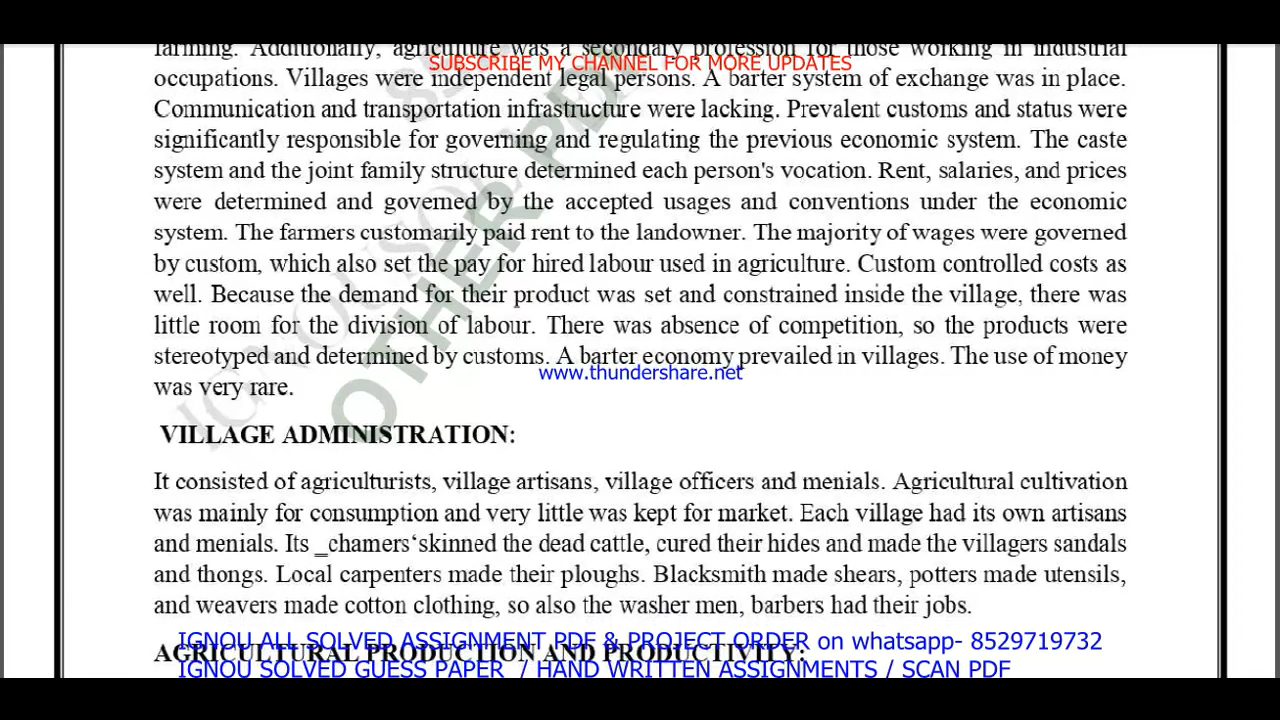 farming. Additionally, agriculture was a secondary profession for those working in industrial
SUBSCRIBE MY CHANNEL FOR MORE UPDATES
occupations. Villages were independent legal persons. A barter system of exchange was in place.
Communication and transportation infrastructure were lacking. Prevalent customs and status were
significantly responsible for governing and regulating the previous economic system. The caste
system and the joint family structure determined each person's vocation. Rent, salaries, and prices
were determined and governed by the accepted usages and conventions under the economic
system. The farmers customarily paid rent to the landowner. The majority of wages were governed
by custom, which also set the pay for hired labour used in agriculture. Custom controlled costs as
well. Because the demand for their product was set and constrained inside the village, there was
little room for the division of labour. There was absence of competition, so the products were
stereotyped and determined by customs. A barter economy prevailed in villages. The use of money
www.thundershare.net
was very rare.
VILLAGE ADMINISTRATION:
It consisted of agriculturists, village artisans, village officers and menials. Agricultural cultivation
was mainly for consumption and very little was kept for market. Each village had its own artisans
and menials. Its ‗chamers‘skinned the dead cattle, cured their hides and made the villagers sandals
and thongs. Local carpenters made their ploughs. Blacksmith made shears, potters made utensils,
and weavers made cotton clothing, so also the washer men, barbers had their jobs.
IGNOU ALL SOLVED ASSIGNMENT PDF & PROJECT ORDER on whatsapp- 8529719732
AGRICULTURAL PRODUCTION AND PRODUCTIVITY:
IGNOU SOLVED GUESS PAPER / HAND WRITTEN ASSIGNMENTS / SCAN PDF